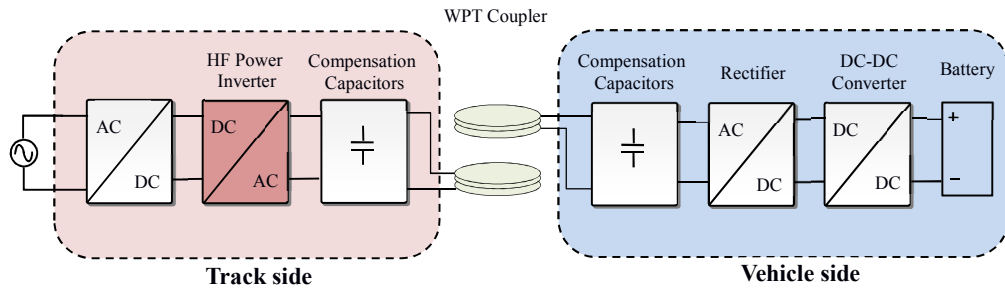 WPT Coupler
HF Power
Inverter
Compensation
Capacitors
AC
DC
DC
AC
Track side
Compensation
Capacitors
Rectifier
DC-DC
Converter
Battery
AC
DC
DC
DC
+
−
Vehicle side